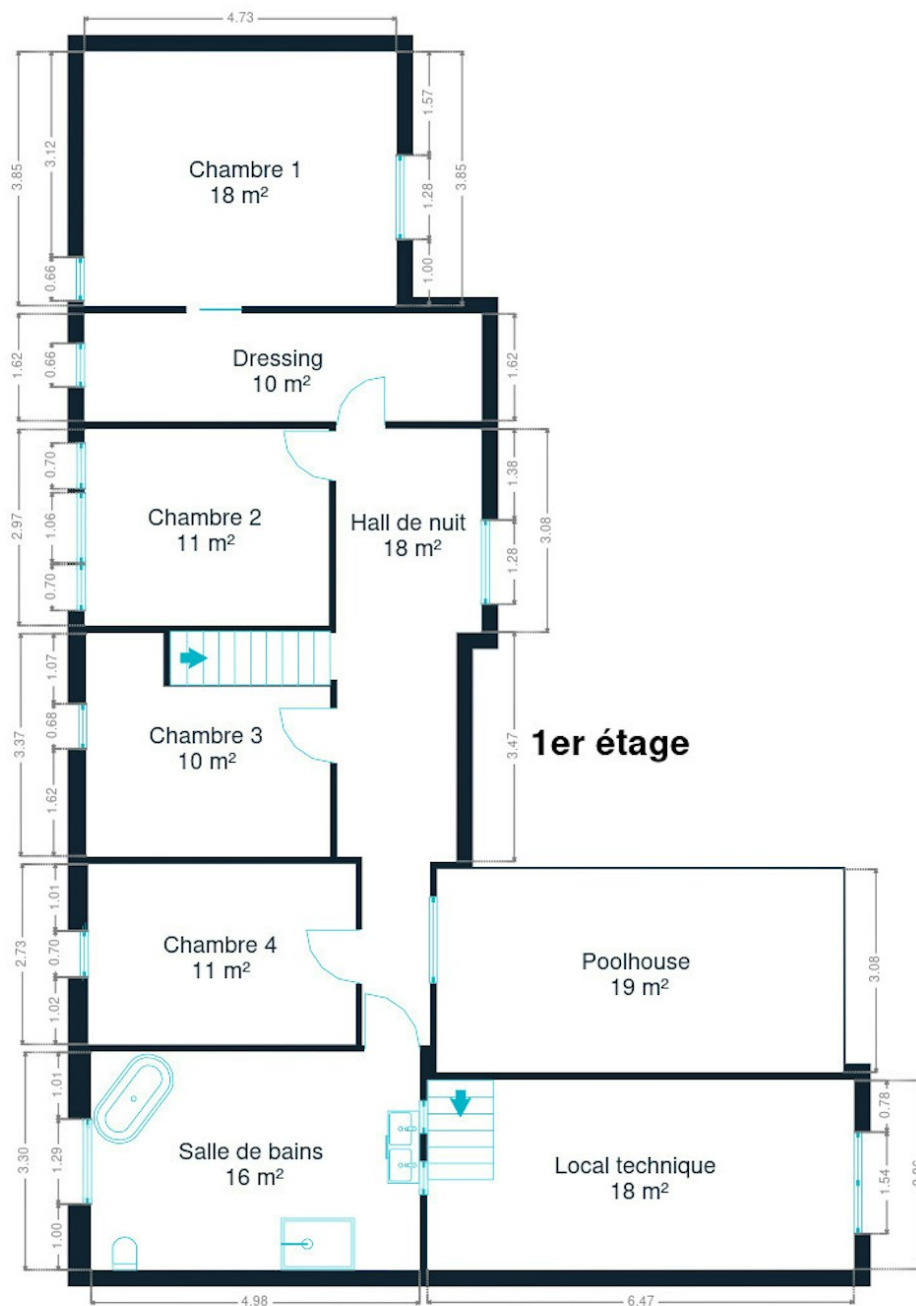 4.73
3.85
3.12
0.66
1.57
1.28
1.00
3.85
Chambre 1
18 m²
1.62
0.66
Dressing
10 m²
1.62
2.97
0.70
1.06
0.70
Chambre 2
11 m²
Hall de nuit
18 m²
1.38
1.28
3.08
3.37
1.07
0.68
1.62
Chambre 3
10 m²
3.47
1er étage
2.73
1.01
0.70
1.02
Chambre 4
11 m²
Poolhouse
19 m²
3.08
3.30
1.01
1.29
1.00
Salle de bains
16 m²
Local technique
18 m²
0.78
1.54
4.98
6.47